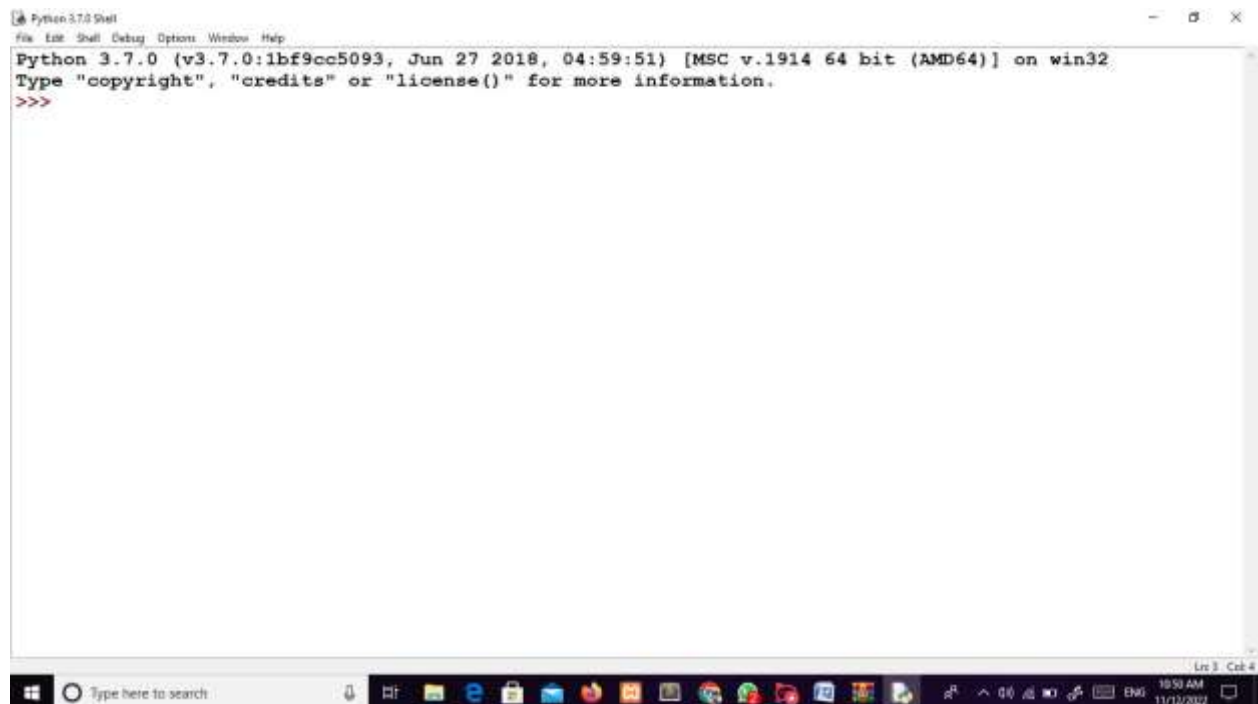 Python 3.7.0 Shell
File Edit Shell Debug Options Window Help
Python 3.7.0 (v3.7.0:1bf9cc5093, Jun 27 2018, 04:59:51) [MSC v.1914 64 bit (AMD64)] on win32
Type "copyright", "credits" or "license()" for more information.
>>>
Ln: 3 Col: 4
Type here to search
ENG
10:50 AM